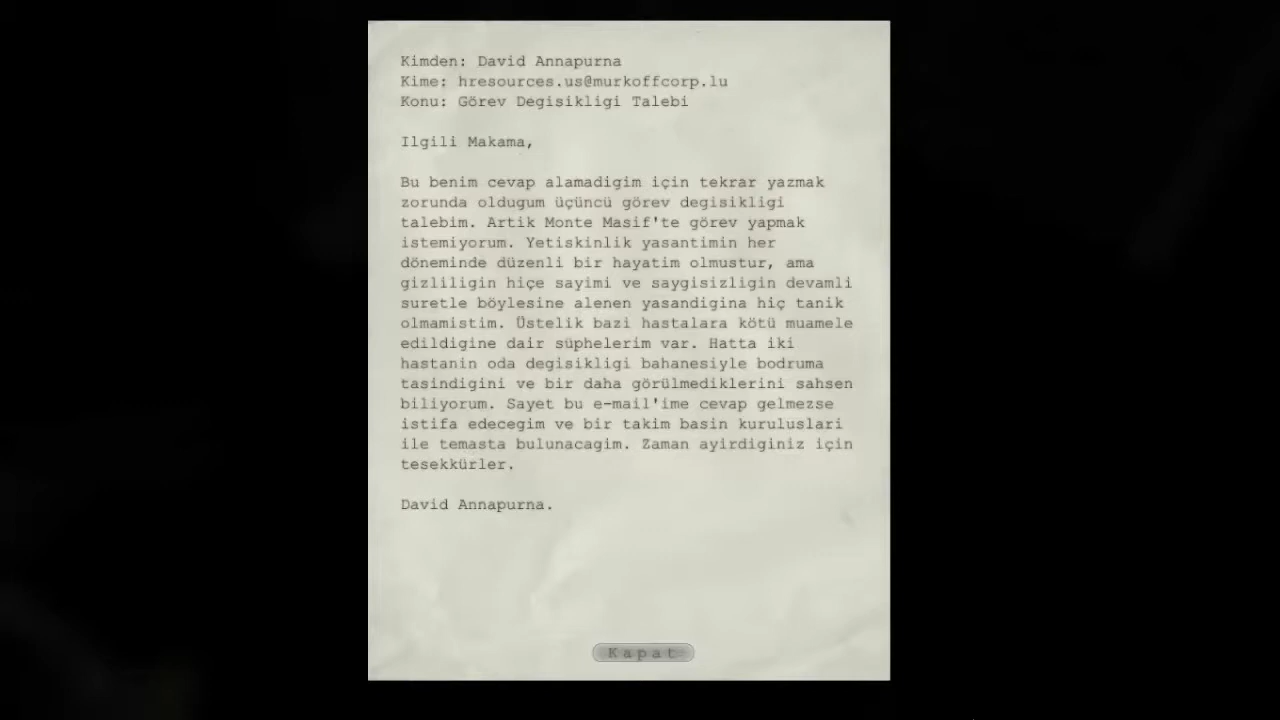 Kimden: David Annapurna
Kime: hresources.us@murkoffcorp.lu
Konu: Görev Degisikligi Talebi
Ilgili Makama,
Bu benim cevap alamadigim için tekrar yazmak
zorunda oldugum üçüncü görev degisikligi
talebim. Artik Monte Masif'te görev yapmak
istemiyorum. Yetiskinlik yasantimin her
döneminde düzenli bir hayatim olmustur, ama
gizliligin hiçe sayimi ve saygisizligin devamli
suretle böylesine alenen yasandigina hiç tanik
olmamistim. Üstelik bazi hastalara kötü muamele
edildigine dair süphelerim var. Hatta iki
hastanin oda degisikligi bahanesiyle bodruma
tasindigini ve bir daha görülmediklerini sahsen
biliyorum. Sayet bu e-mail'ime cevap gelmezse
istifa edecegim ve bir takim basin kuruluslari
ile temasta bulunacagim. Zaman ayirdiginiz için
tesekkürler.
David Annapurna.
Kapat